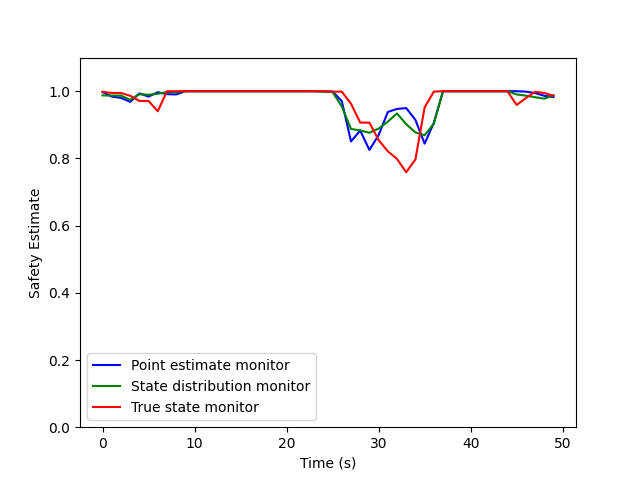 1.0
0.8
0.6
0.4
0.2
0.0
Safety Estimate
Point estimate monitor
State distribution monitor
True state monitor
0 10 20 30 40 50
Time (s)